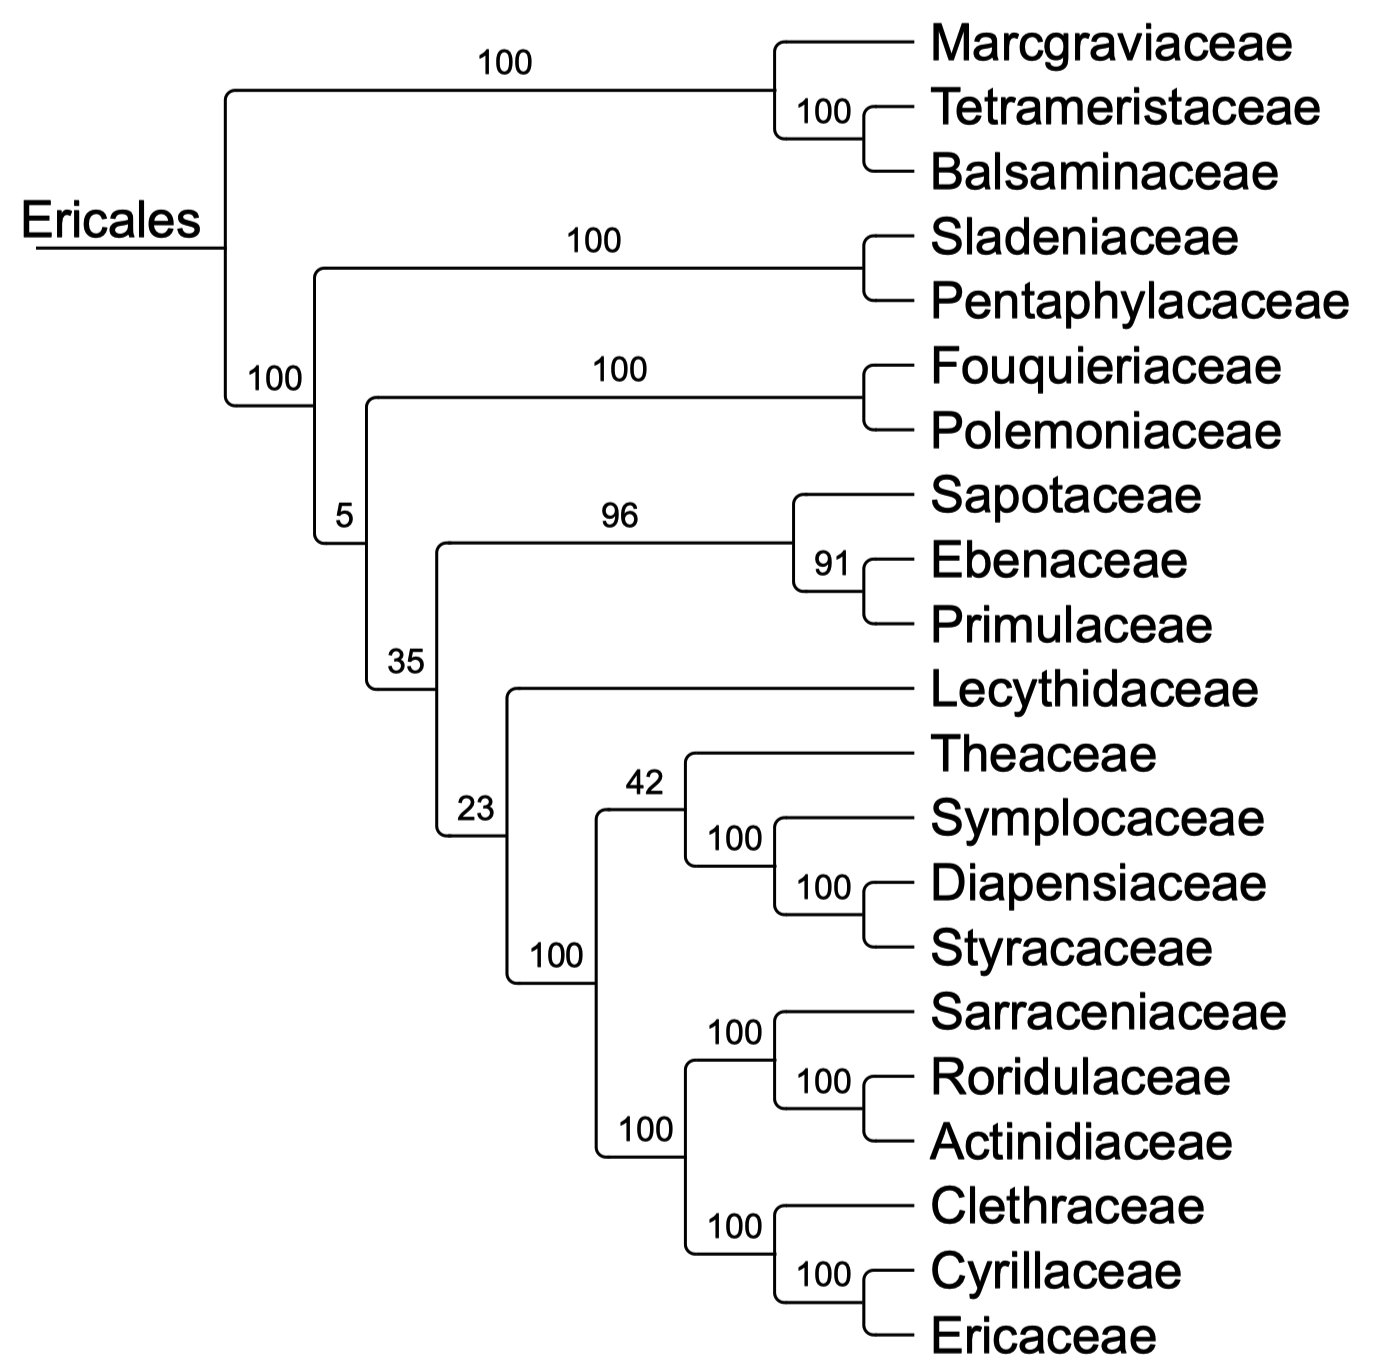 100
Marcgraviaceae
100
Tetrameristaceae
Balsaminaceae
Ericales
100
Sladeniaceae
Pentaphylacaceae
100
100
Fouquieriaceae
Polemoniaceae
5
96
Sapotaceae
91
Ebenaceae
Primulaceae
35
Lecythidaceae
23
42
Theaceae
100
Symplocaceae
100
Diapensiaceae
Styracaceae
100
100
Sarraceniaceae
100
Roridulaceae
100
Actinidiaceae
100
Clethraceae
100
Cyrillaceae
Ericaceae